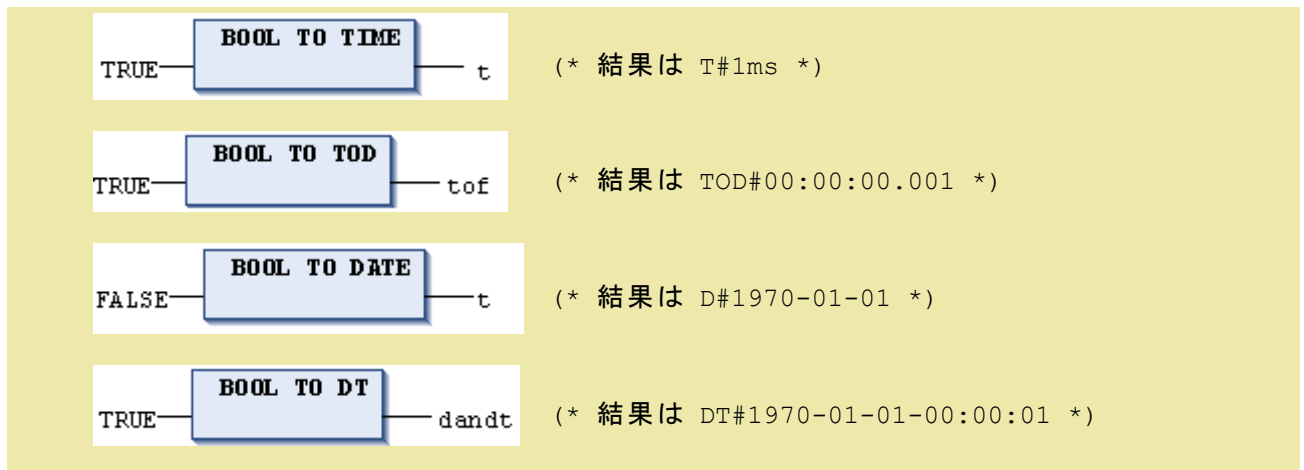 BOOL TO TIME
TRUE t (* 結果は T#1ms *)
BOOL TO TOD
TRUE tof (* 結果は TOD#00:00:00.001 *)
BOOL TO DATE
FALSE t (* 結果は D#1970-01-01 *)
BOOL TO DT
TRUE dandt (* 結果は DT#1970-01-01-00:00:01 *)